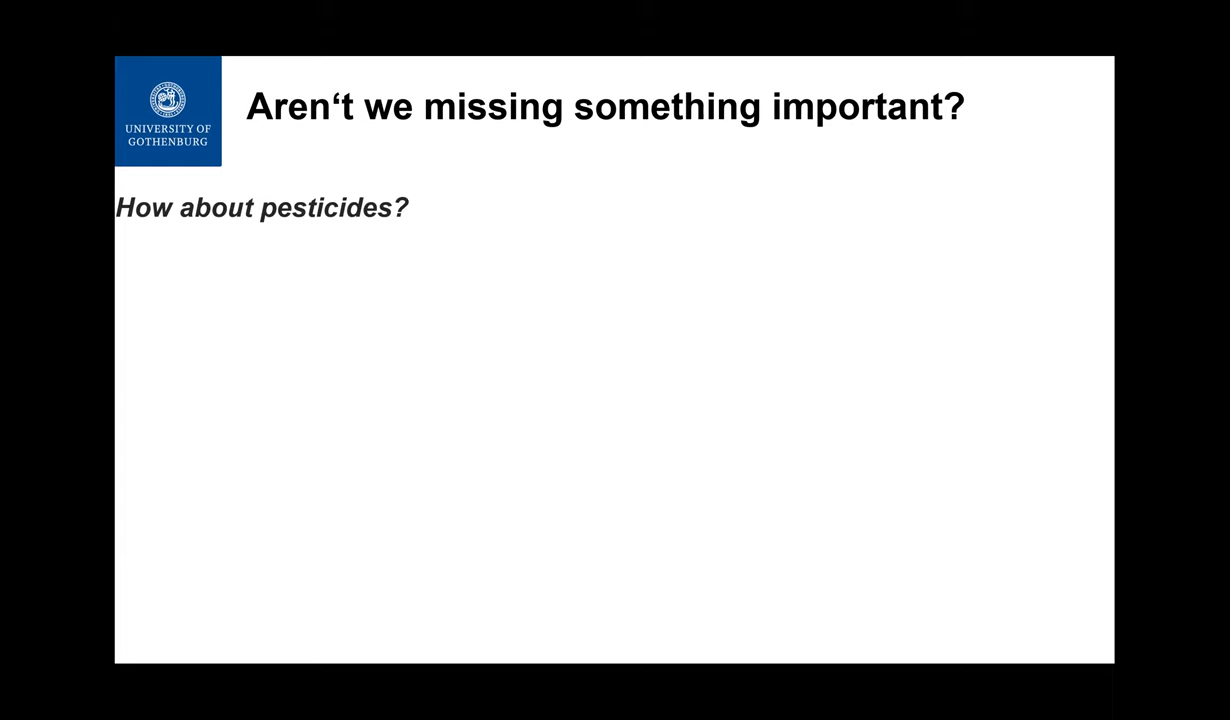 UNIVERSITY OF
GOTHENBURG
Aren‘t we missing something important?
How about pesticides?